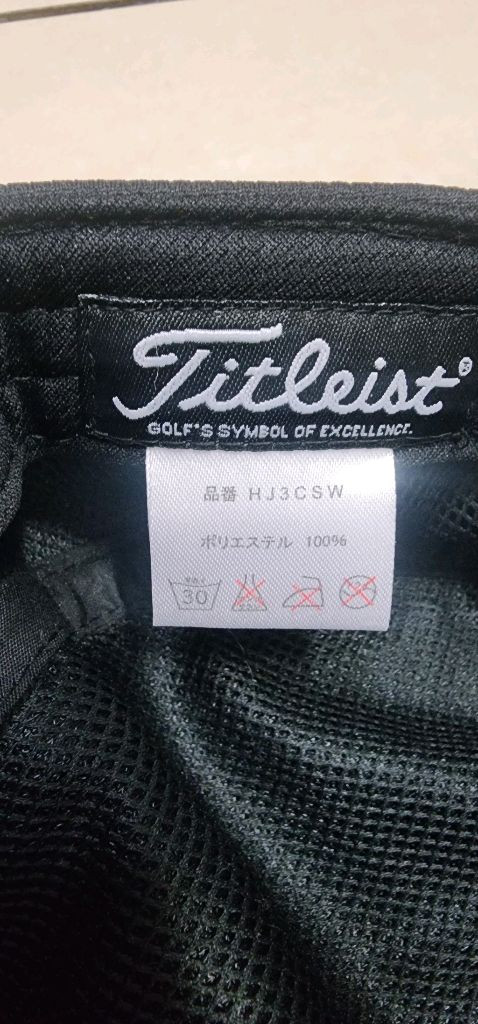 Titleist®
GOLF'S SYMBOL OF EXCELLENCE.
品番 HJ3CSW
ポリエステル 100%
30